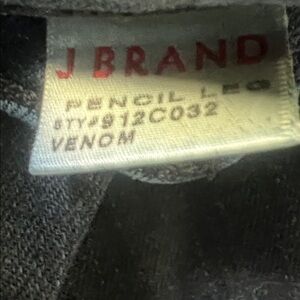 J BRAND
PENCIL LEG
STY#912C032
VENOM